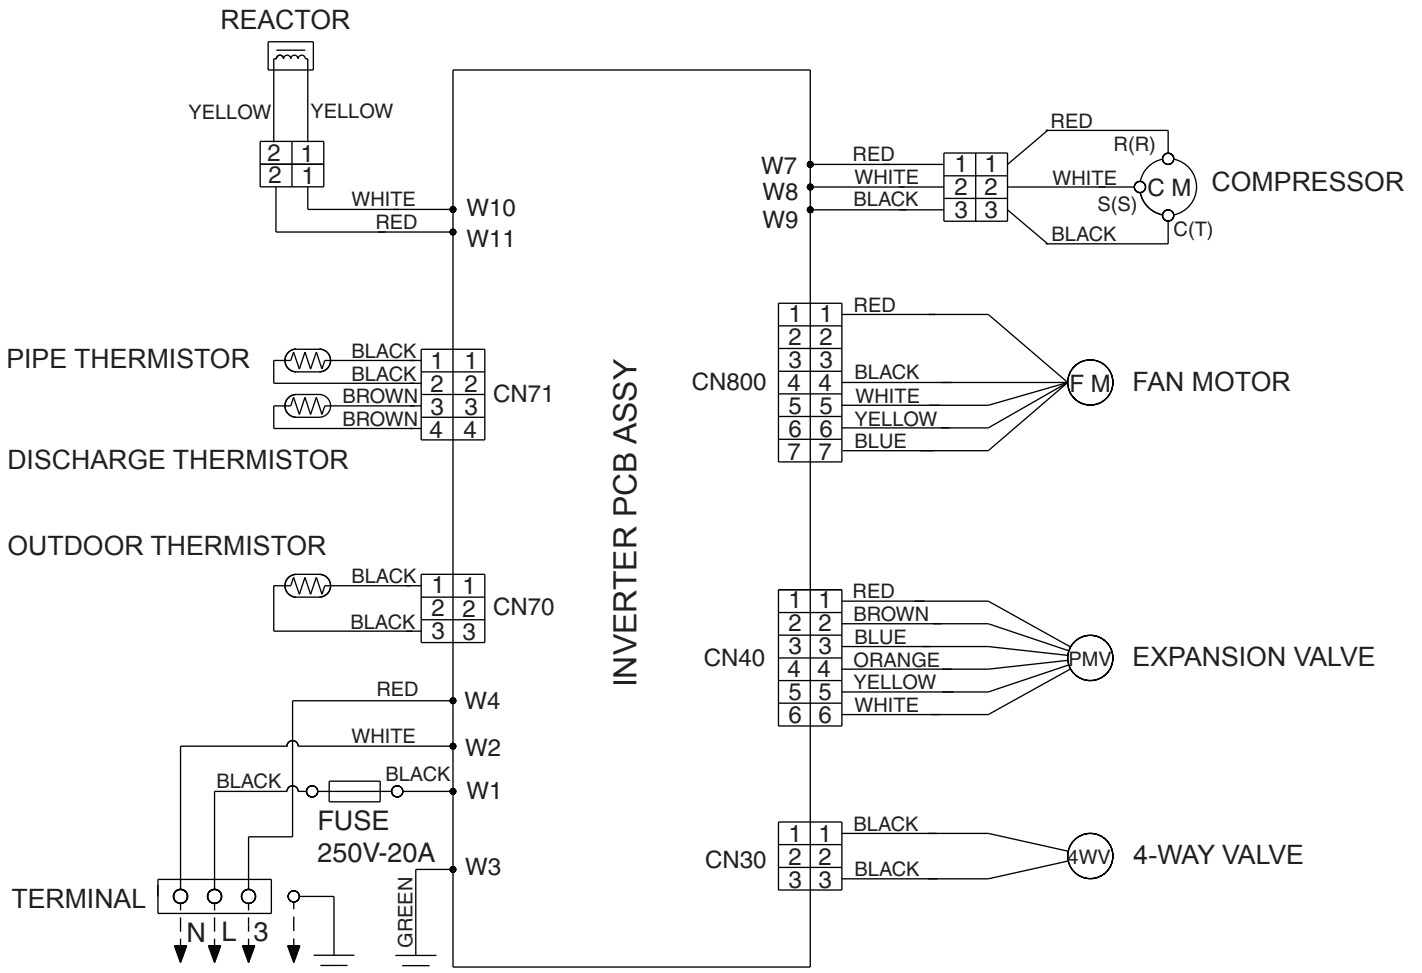 REACTOR
YELLOW YELLOW
2 1
2 1
WHITE W10
RED W11
PIPE THERMISTOR
BLACK 1 1
BLACK 2 2
BROWN 3 3
BROWN 4 4
CN71
DISCHARGE THERMISTOR
OUTDOOR THERMISTOR
BLACK 1 1
2 2
BLACK 3 3
CN70
RED W4
WHITE W2
BLACK BLACK W1
FUSE
250V-20A
W3
GREEN
TERMINAL
N L 3
INVERTER PCB ASSY
W7 RED 1 1 RED R(R)
W8 WHITE 2 2 WHITE S(S)
W9 BLACK 3 3 BLACK C(T)
C M
COMPRESSOR
CN800
1 1 RED
2 2
3 3
4 4 BLACK
5 5 WHITE
6 6 YELLOW
7 7 BLUE
F M
FAN MOTOR
CN40
1 1 RED
2 2 BROWN
3 3 BLUE
4 4 ORANGE
5 5 YELLOW
6 6 WHITE
PMV
EXPANSION VALVE
CN30
1 1 BLACK
2 2
3 3 BLACK
4WV
4-WAY VALVE